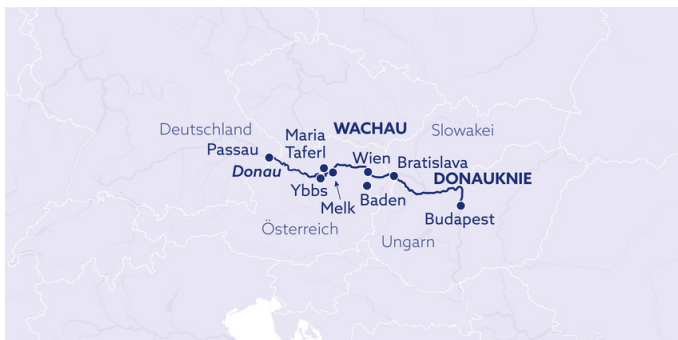 Deutschland
Maria
Taferl
WACHAU
Slowakei
Passau
Donau
Wien
Bratislava
DONAUKNIE
Ybbs
Melk
Baden
Budapest
Österreich
Ungarn